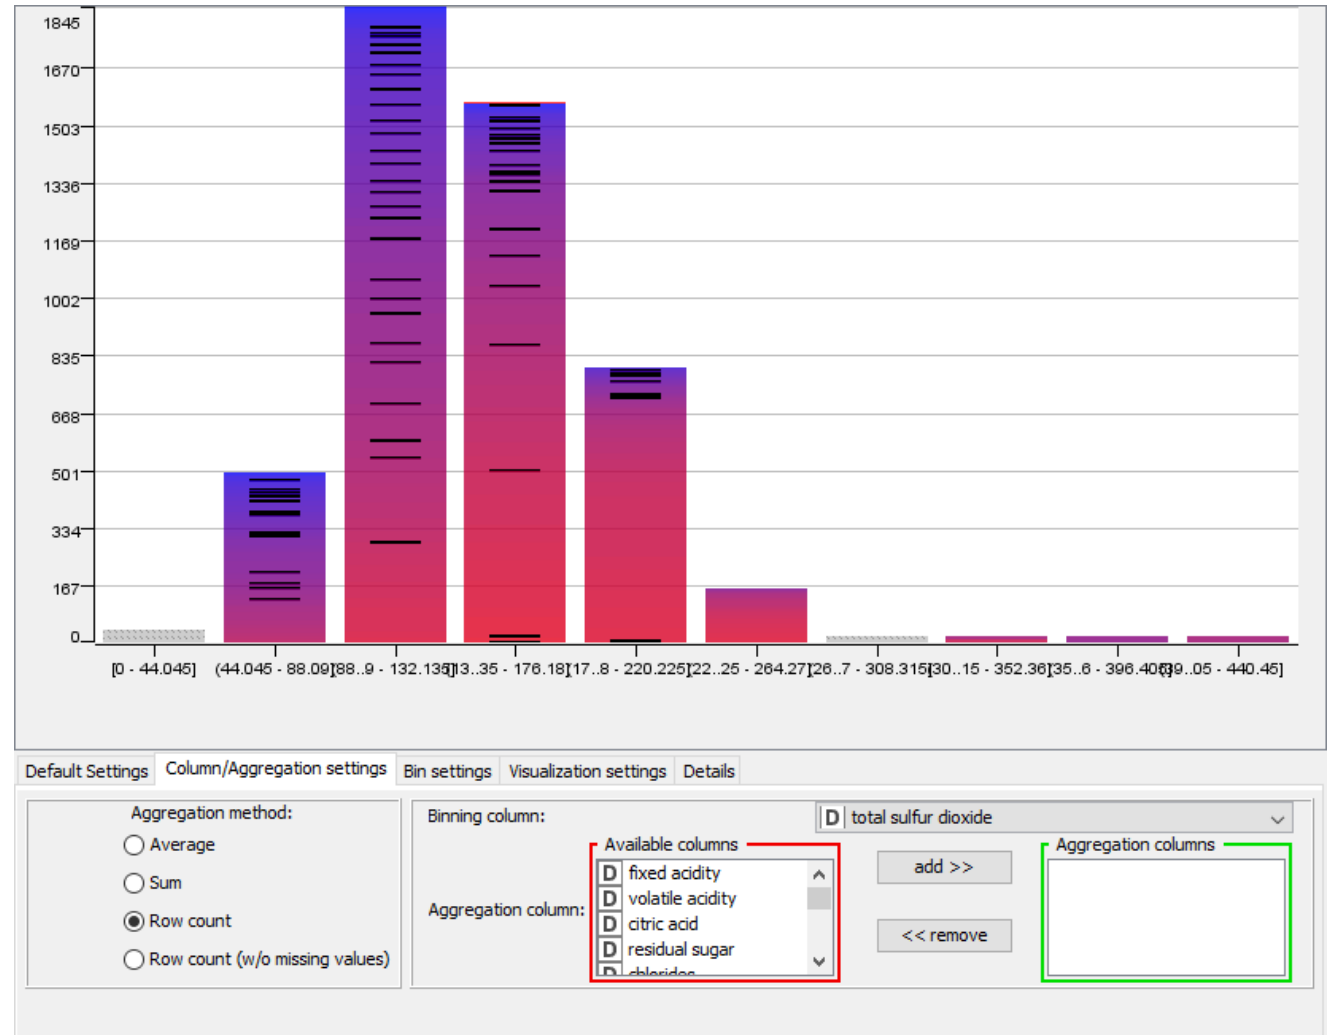 1845
1670
1503
1336
1169
1002
835
668
501
334
167
0
[0 - 44.045] (44.045 - 88.09] (88..9 - 132.135] (13..35 - 176.18] (17..8 - 220.225] (22..25 - 264.27] (26..7 - 308.315] (30..15 - 352.36] (35..6 - 396.405] (39..05 - 440.45]
Default Settings Column/Aggregation settings Bin settings Visualization settings Details
Aggregation method:
Average
Sum
Row count
Row count (w/o missing values)
Binning column:
D total sulfur dioxide
Aggregation column:
Available columns
D fixed acidity
D volatile acidity
D citric acid
D residual sugar
D chlorides
add >>
<< remove
Aggregation columns